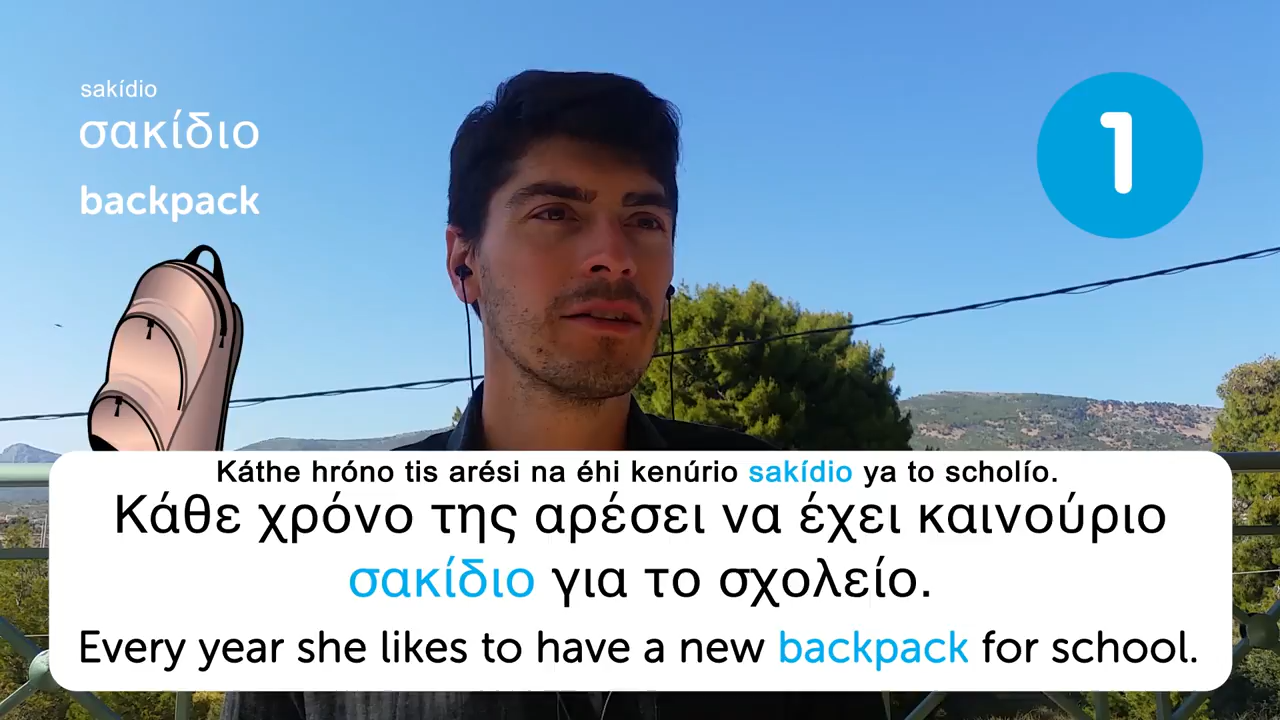 sakídio
σακίδιο
backpack
1
Káthe hróno tis arési na éhi kenúrio sakídio ya to scholío.
Κάθε χρόνο της αρέσει να έχει καινούριο
σακίδιο για το σχολείο.
Every year she likes to have a new backpack for school.